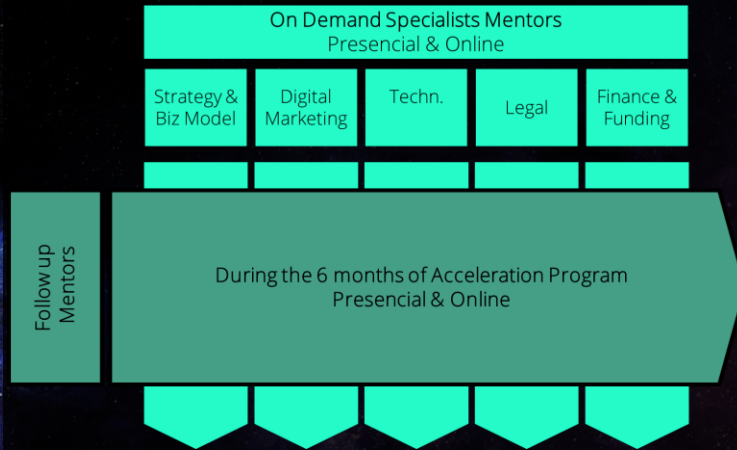 On Demand Specialists Mentors
Presencial & Online
Strategy &
Biz Model
Digital
Marketing
Techn.
Legal
Finance &
Funding
Follow up
Mentors
During the 6 months of Acceleration Program
Presencial & Online